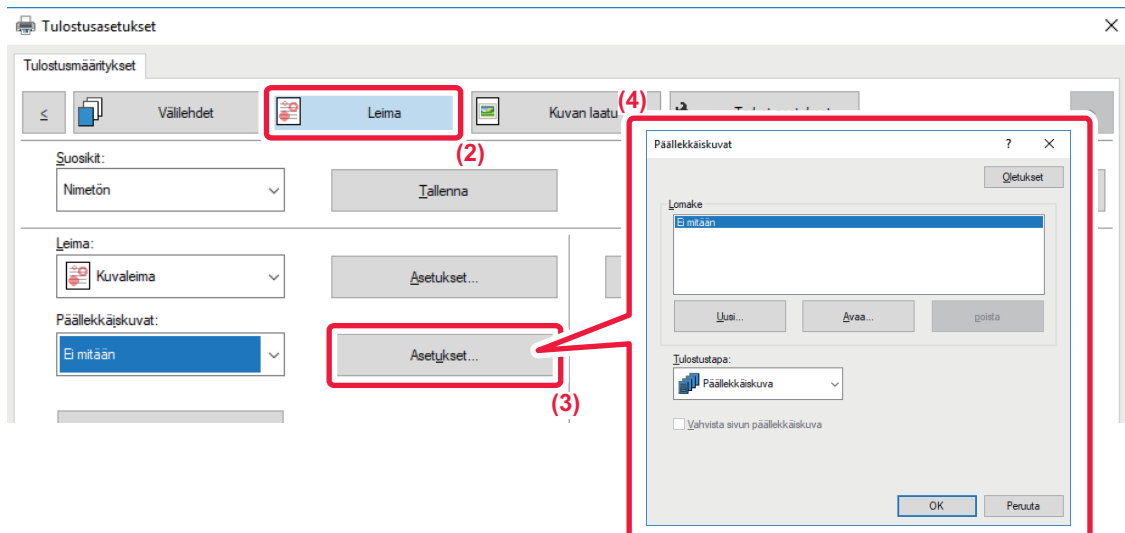 Tulostusasetukset
Tulostusmääritykset
≤
Välilehdet
Leima
Kuvan laatu
(4)
(2)
Suosikit:
Nimetön
Tallenna
Leima:
Kuvaleima
Asetukset...
Päällekkäiskuvat:
Ei mitään
Asetukset...
(3)
Päällekkäiskuvat
?
Oletukset
Lomake
Ei mitään
Uusi...
Avaa...
poista
Tulostustapa:
Päällekkäiskuva
Vahvista sivun päällekkäiskuva
OK
Peruuta